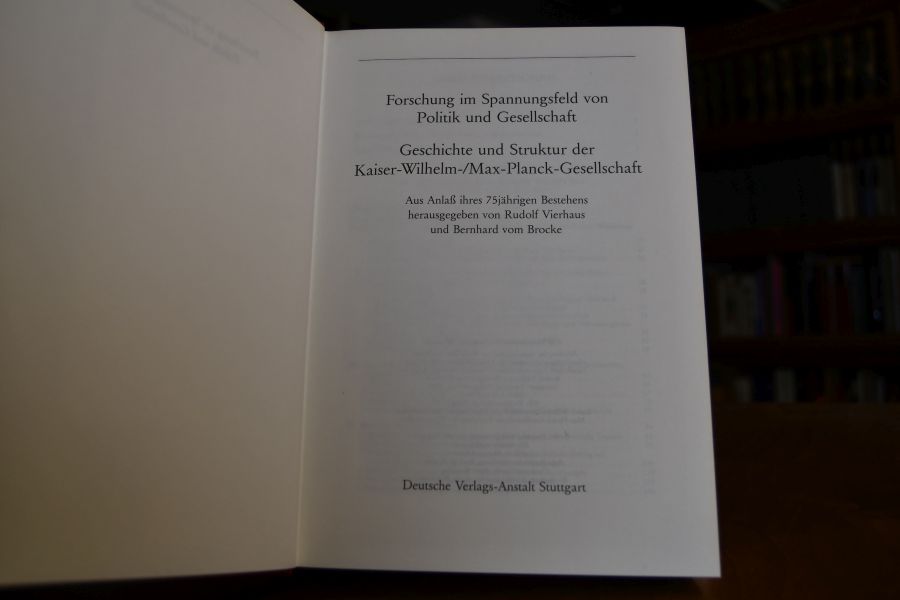 Forschung im Spannungsfeld von
Politik und Gesellschaft
Geschichte und Struktur der
Kaiser-Wilhelm-/Max-Planck-Gesellschaft
Aus Anlaß ihres 75jährigen Bestehens
herausgegeben von Rudolf Vierhaus
und Bernhard vom Brocke
Deutsche Verlags-Anstalt Stuttgart